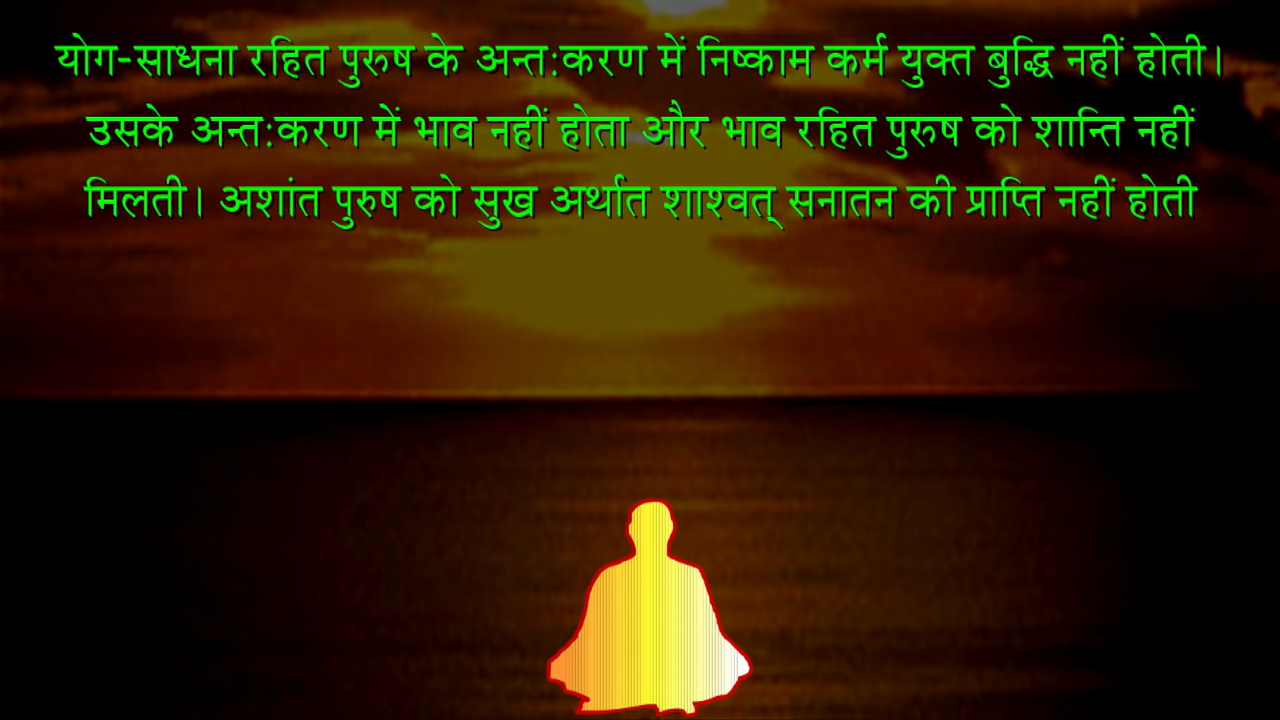 योग-साधना रहित पुरुष के अन्त:करण में निष्काम कर्म युक्त बुद्धि नहीं होती।
उसके अन्त:करण में भाव नहीं होता और भाव रहित पुरुष को शान्ति नहीं
मिलती। अशांत पुरुष को सुख अर्थात शाश्वत् सनातन की प्राप्ति नहीं होती